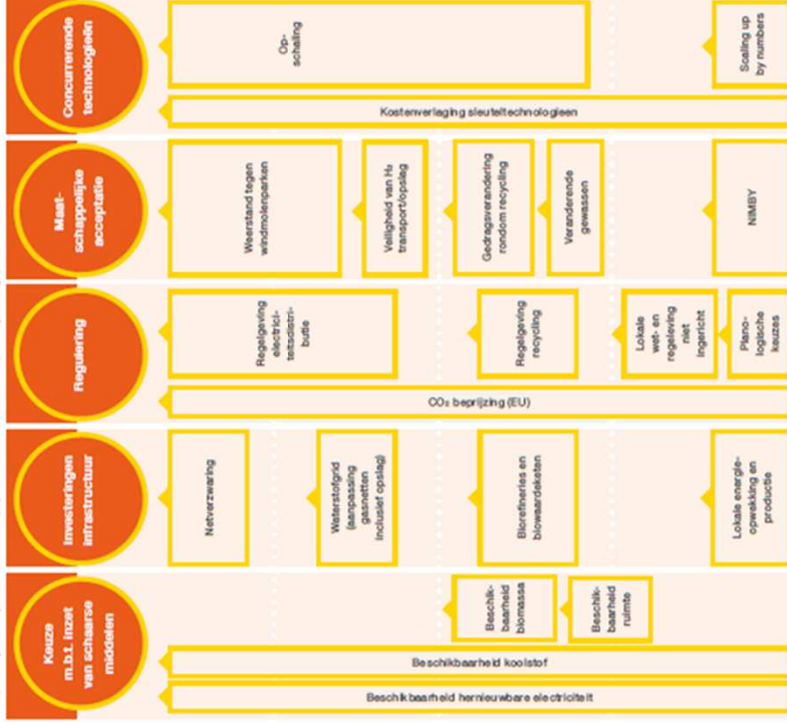 Keuze
m.b.t. inzet
van schaarse
middelen
Beschikbaarheid hernieuwbare electriciteit
Beschikbaarheid koolstof
Beschik-
baarheid
biomassa
Beschik-
baarheid
ruimte
Investeringen
infrastructuur
Netverzwaring
Waterstofgrid
(aanpassing
gasnetten
inclusief opslag)
Biorefineries en
biowaardeketen
Lokale energie-
opwekking en
productie
Regulering
CO₂ beprijzing (EU)
Regelgeving
electrici-
teitsdistri-
butie
Regelgeving
recycling
Lokale
wet- en
regeleving
niet
ingericht
Plano-
logische
keuzes
Maat-
schappelijke
acceptatie
Weerstand tegen
windmolenparken
Veiligheid van H₂
transport/opslag
Gedragsverandering
rondom recycling
Veranderende
gewassen
NIMBY
Concurrerende
technologieën
Kostenverlaging sleuteltechnologieen
Op-
schaling
Scaling up
by numbers